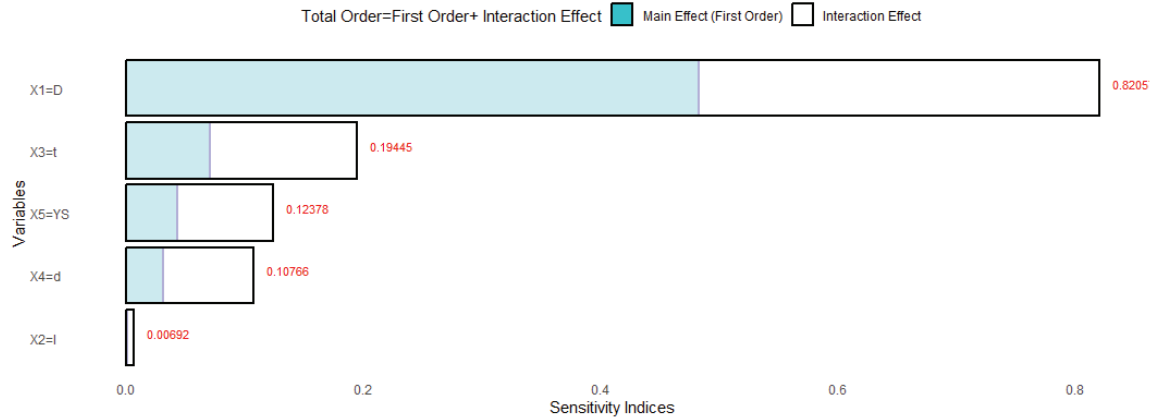 Total Order=First Order+ Interaction Effect Main Effect (First Order) Interaction Effect
X1=D 0.8205
X3=t 0.19445
X5=YS 0.12378
X4=d 0.10766
X2=l 0.00692
Variables
0.0 0.2 0.4 0.6 0.8
Sensitivity Indices